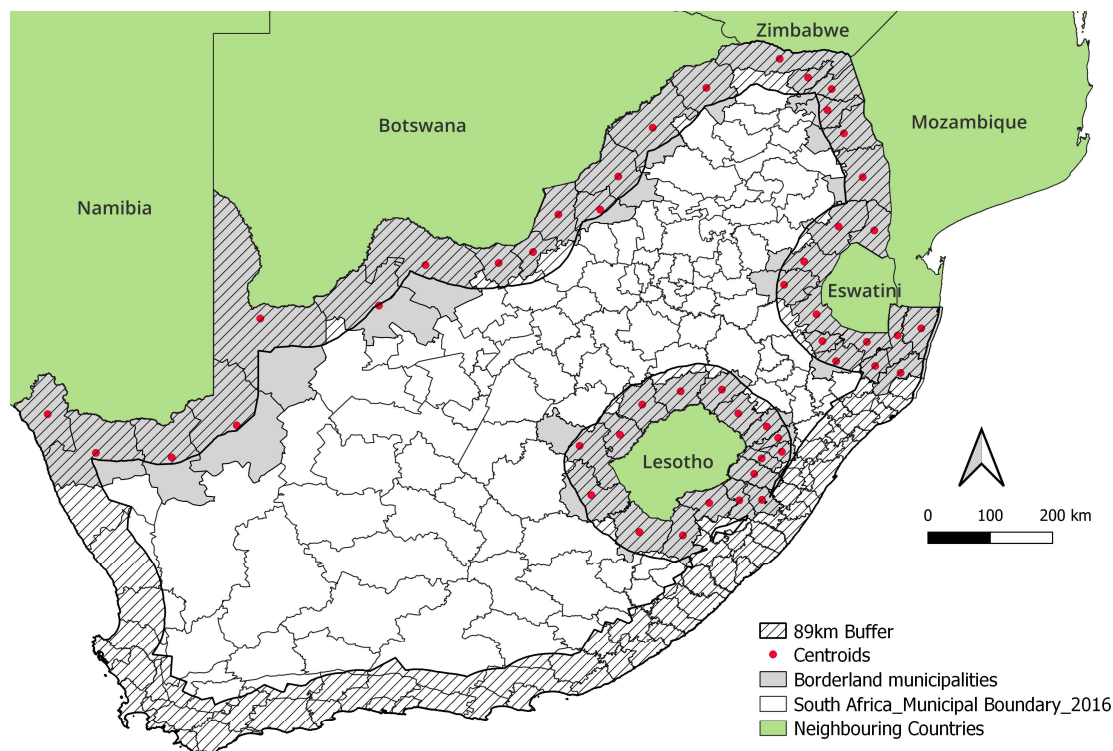 Zimbabwe
Botswana
Mozambique
Namibia
Eswatini
Lesotho
0 100 200 km
89km Buffer
Centroids
Borderland municipalities
South Africa_Municipal Boundary_2016
Neighbouring Countries